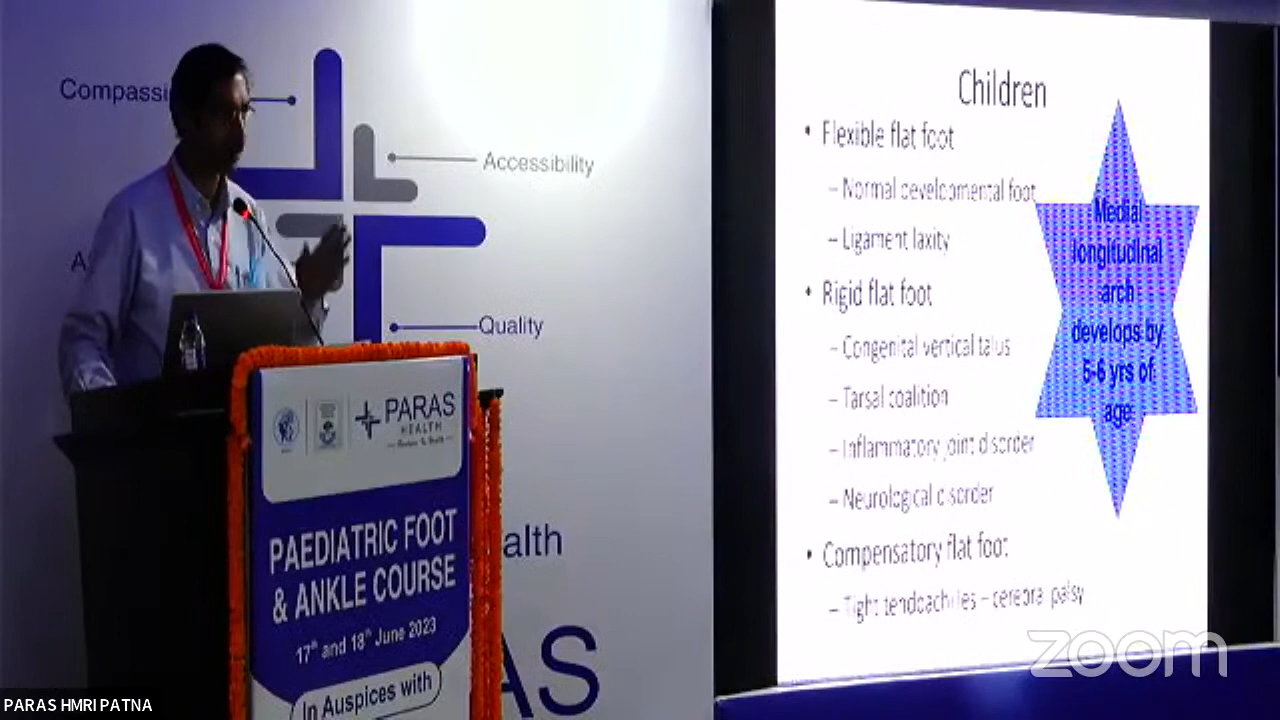 Compassi
Accessibility
A
Quality
alth
AS
PARAS
HEALTH
PAEDIATRIC FOOT
& ANKLE COURSE
17th and 18th June 2023
In Auspices with
Children
• Flexible flat foot
– Normal developmental foot
– Ligament laxity
• Rigid flat foot
– Congenital vertical talus
– Tarsal coalition
– Inflammatory joint disorder
– Neurological disorder
• Compensatory flat foot
– Tight tendoachilles – cerebral palsy
Medial
longitudinal
arch
develops by
5-6 yrs of
age
zoom
PARAS HMRI PATNA